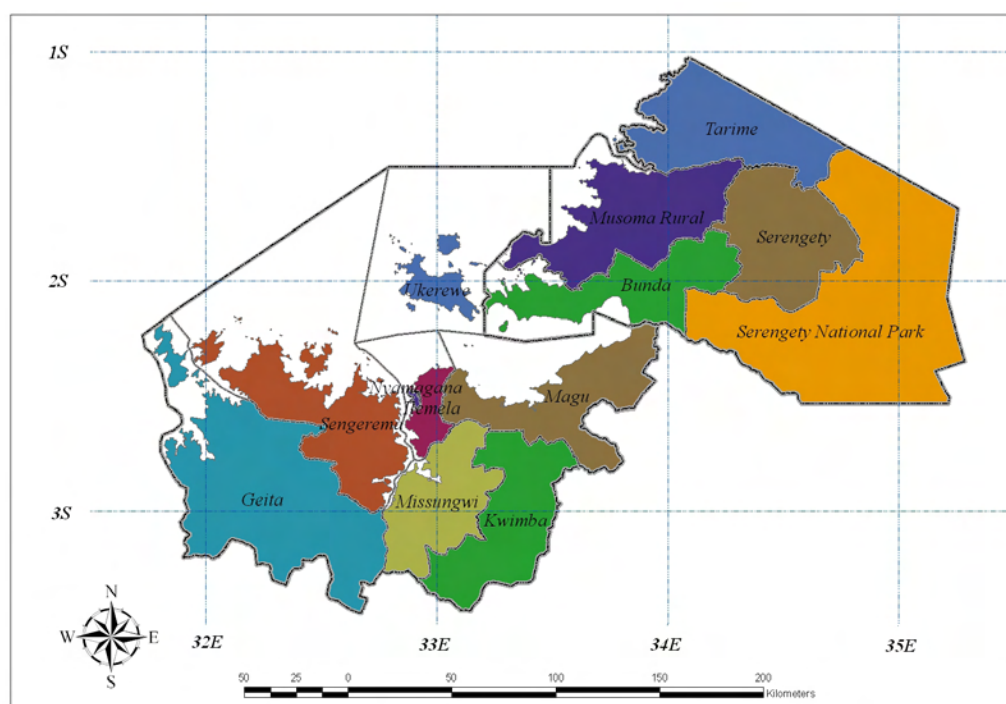 1S
Tarime
Musoma Rural
Serengety
2S
Ukerewe
Bunda
Serengety National Park
Nyamagana
Ilemela
Magu
Sengerema
Geita
Missungwi
3S
Kwimba
N
W
E
S
32E
33E
34E
35E
50 25 0 50 100 150 200
Kilometers